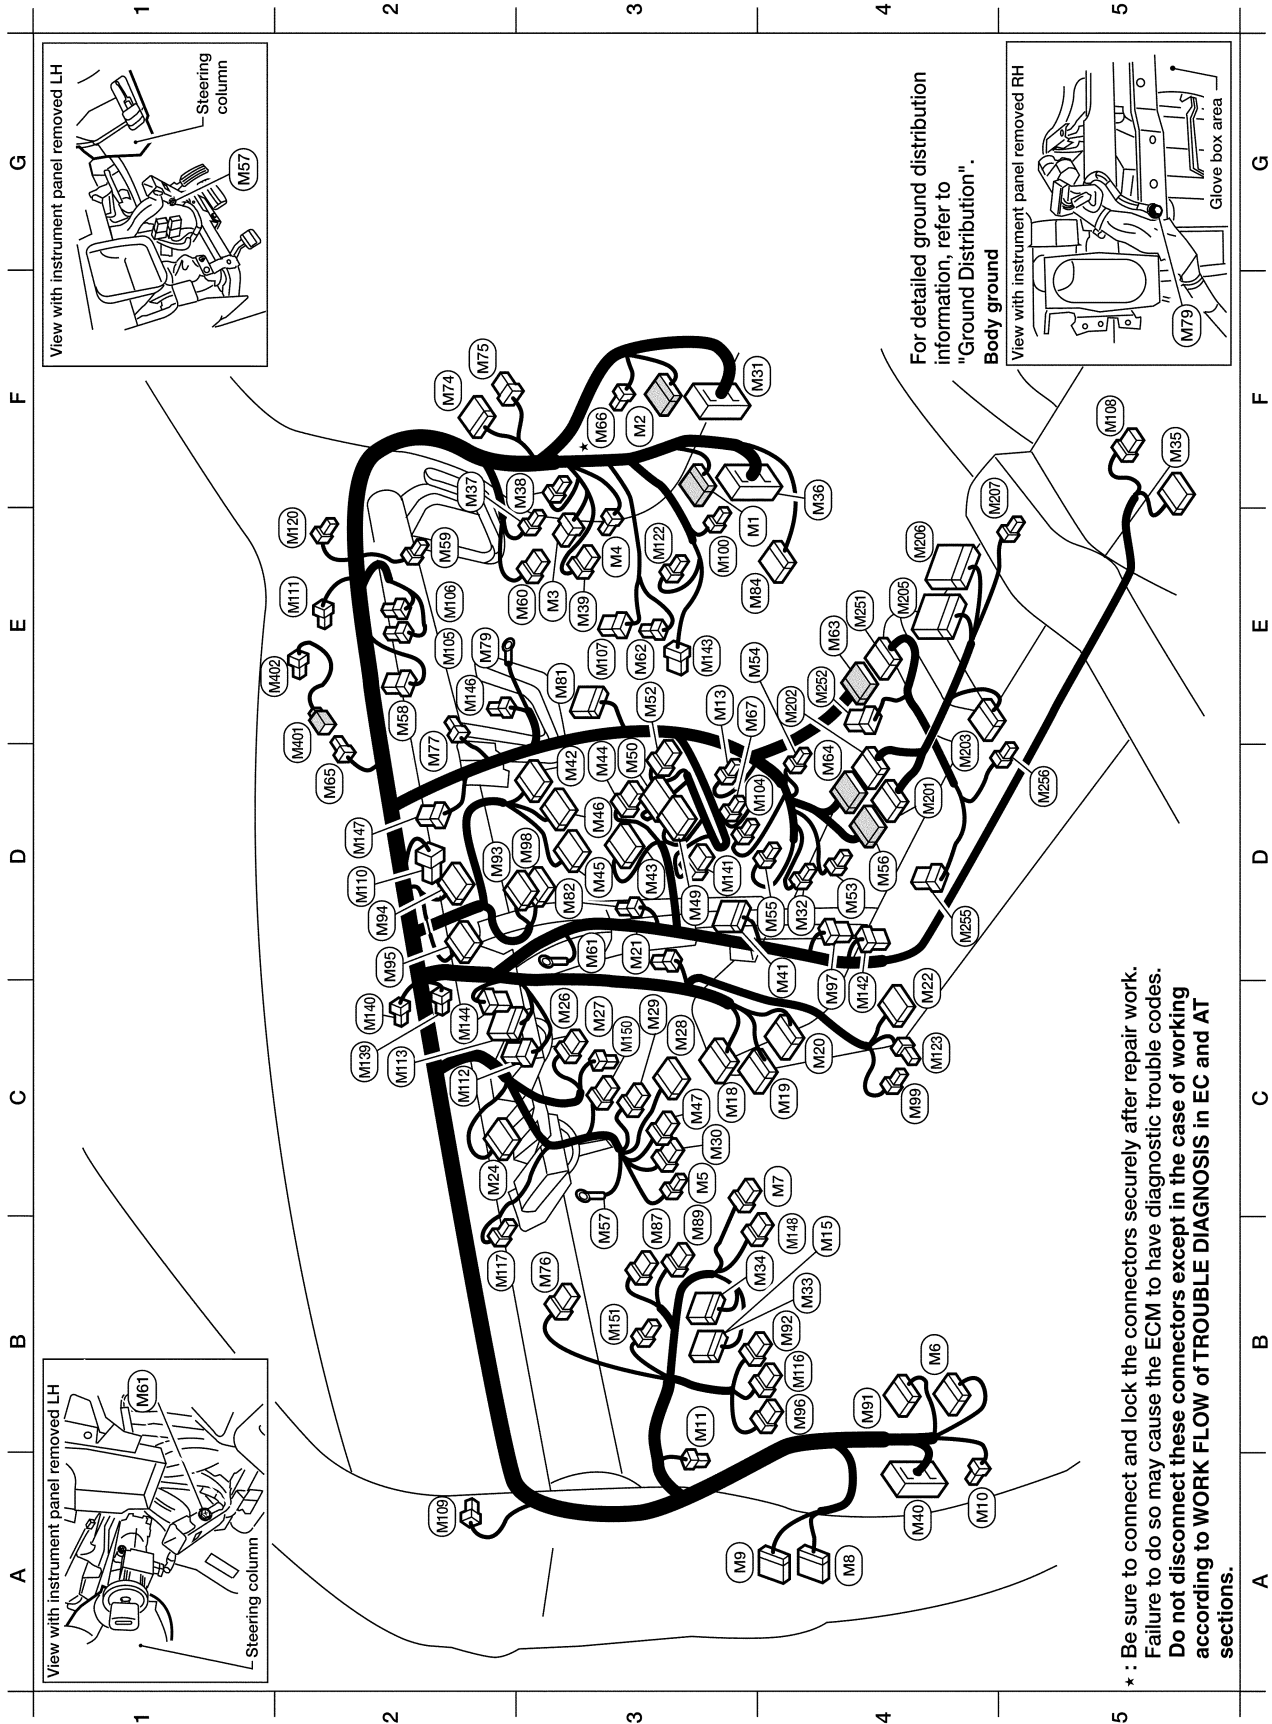 1
2
3
4
5
G
F
E
D
C
B
A
View with instrument panel removed LH
Steering column
M61
View with instrument panel removed LH
Steering
column
M57
View with instrument panel removed RH
Glove box area
M79
For detailed ground distribution
information, refer to
"Ground Distribution".
Body ground
M109
M9
M8
M40
M10
M11
M96
M116
M92
M91
M6
M33
M15
M34
M148
M7
M151
M76
M87
M89
M117
M57
M24
M5
M30
M47
M28
M29
M150
M27
M26
M112
M113
M144
M139
M140
M18
M19
M20
M99
M123
M22
M95
M94
M110
M147
M61
M21
M82
M98
M93
M49
M41
M97
M142
M255
M43
M45
M46
M44
M42
M50
M52
M141
M55
M32
M53
M56
M104
M67
M13
M64
M201
M203
M256
M202
M252
M54
M63
M251
M205
M206
M207
M77
M146
M79
M81
M65
M401
M402
M58
M105
M106
M59
M111
M120
M107
M62
M143
M60
M3
M39
M4
M122
M100
M84
M1
M36
M37
M38
M74
M75
M66
★
M2
M31
M108
M35
★ : Be sure to connect and lock the connectors securely after repair work.
Failure to do so may cause the ECM to have diagnostic trouble codes.
Do not disconnect these connectors except in the case of working
according to WORK FLOW of TROUBLE DIAGNOSIS in EC and AT
sections.
A
B
C
D
E
F
G
1
2
3
4
5